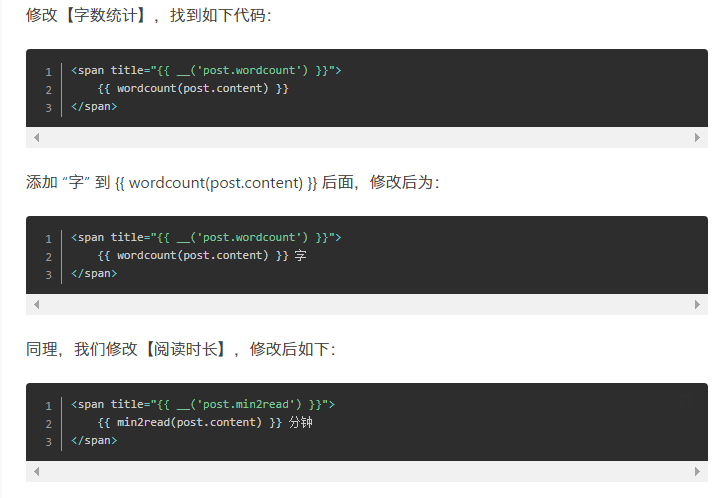 修改【字数统计】，找到如下代码：
1 <span title="{{ __('post.wordcount') }}">
2     {{ wordcount(post.content) }}
3 </span>
添加 “字” 到 {{ wordcount(post.content) }} 后面，修改后为：
1 <span title="{{ __('post.wordcount') }}">
2     {{ wordcount(post.content) }} 字
3 </span>
同理，我们修改【阅读时长】，修改后如下：
1 <span title="{{ __('post.min2read') }}">
2     {{ min2read(post.content) }} 分钟
3 </span>